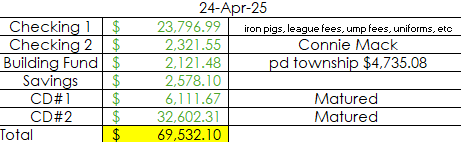 24-Apr-25
Checking 1 $ 23,796.99 iron pigs, league fees, ump fees, uniforms, etc
Checking 2 $ 2,321.55 Connie Mack
Building Fund $ 2,121.48 pd township $4,735.08
Savings $ 2,578.10
CD#1 $ 6,111.67 Matured
CD#2 $ 32,602.31 Matured
Total $ 69,532.10